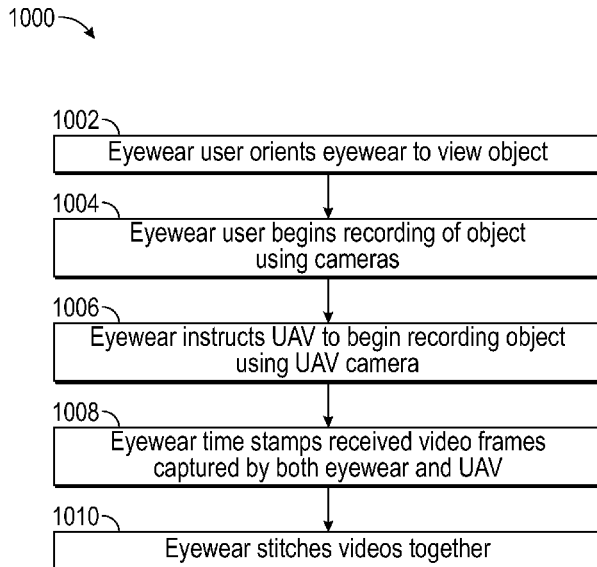 1000
1002
Eyewear user orients eyewear to view object
1004
Eyewear user begins recording of object
using cameras
1006
Eyewear instructs UAV to begin recording object
using UAV camera
1008
Eyewear time stamps received video frames
captured by both eyewear and UAV
1010
Eyewear stitches videos together